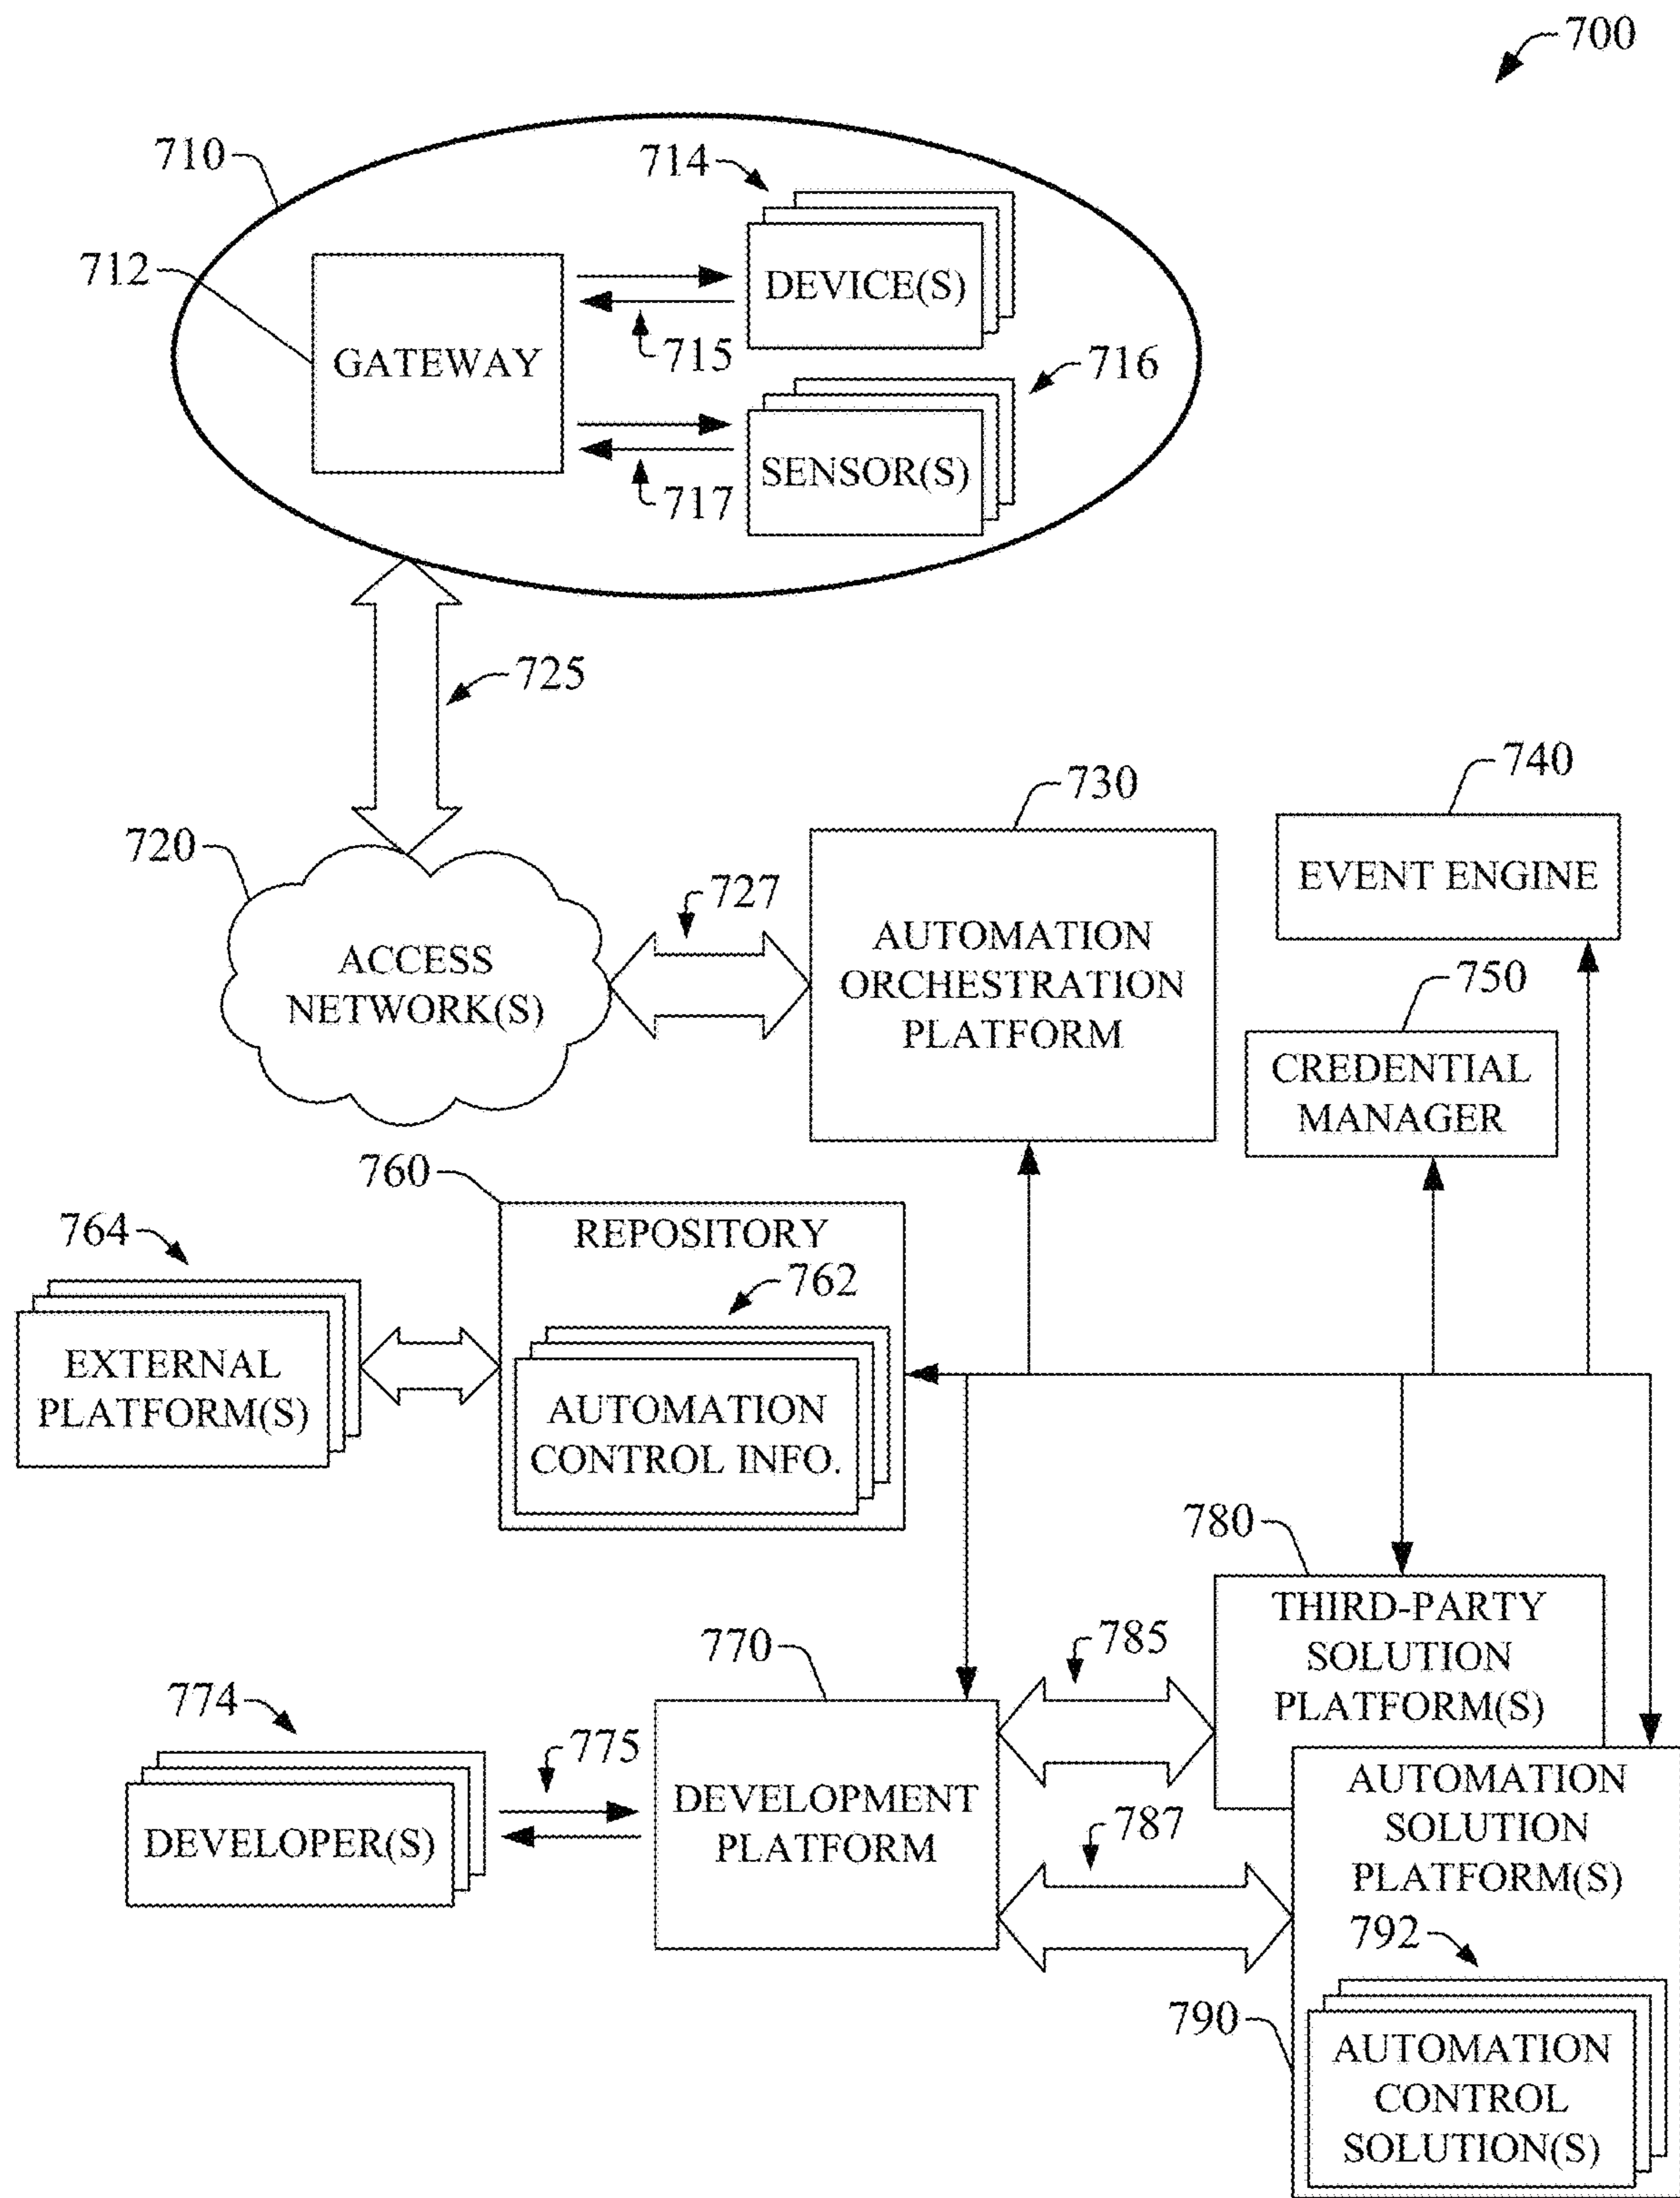 700
710
714
712
DEVICE(S)
GATEWAY
715
716
SENSOR(S)
717
725
740
730
EVENT ENGINE
720
727
AUTOMATION
ORCHESTRATION
PLATFORM
ACCESS
NETWORK(S)
750
CREDENTIAL
MANAGER
760
764
REPOSITORY
762
EXTERNAL
PLATFORM(S)
AUTOMATION
CONTROL INFO.
780
THIRD-PARTY
SOLUTION
PLATFORM(S)
770
785
774
775
DEVELOPMENT
PLATFORM
DEVELOPER(S)
787
AUTOMATION
SOLUTION
PLATFORM(S)
792
790
AUTOMATION
CONTROL
SOLUTION(S)